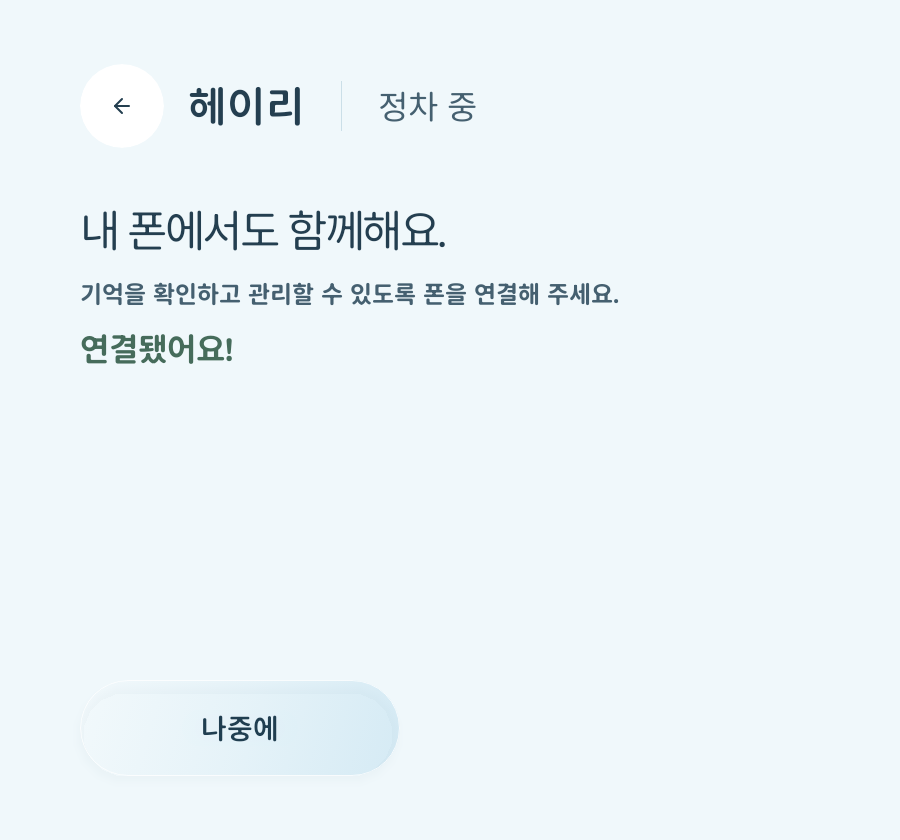 헤이리
정차 중
내 폰에서도 함께해요.
기억을 확인하고 관리할 수 있도록 폰을 연결해 주세요.
연결됐어요!
나중에